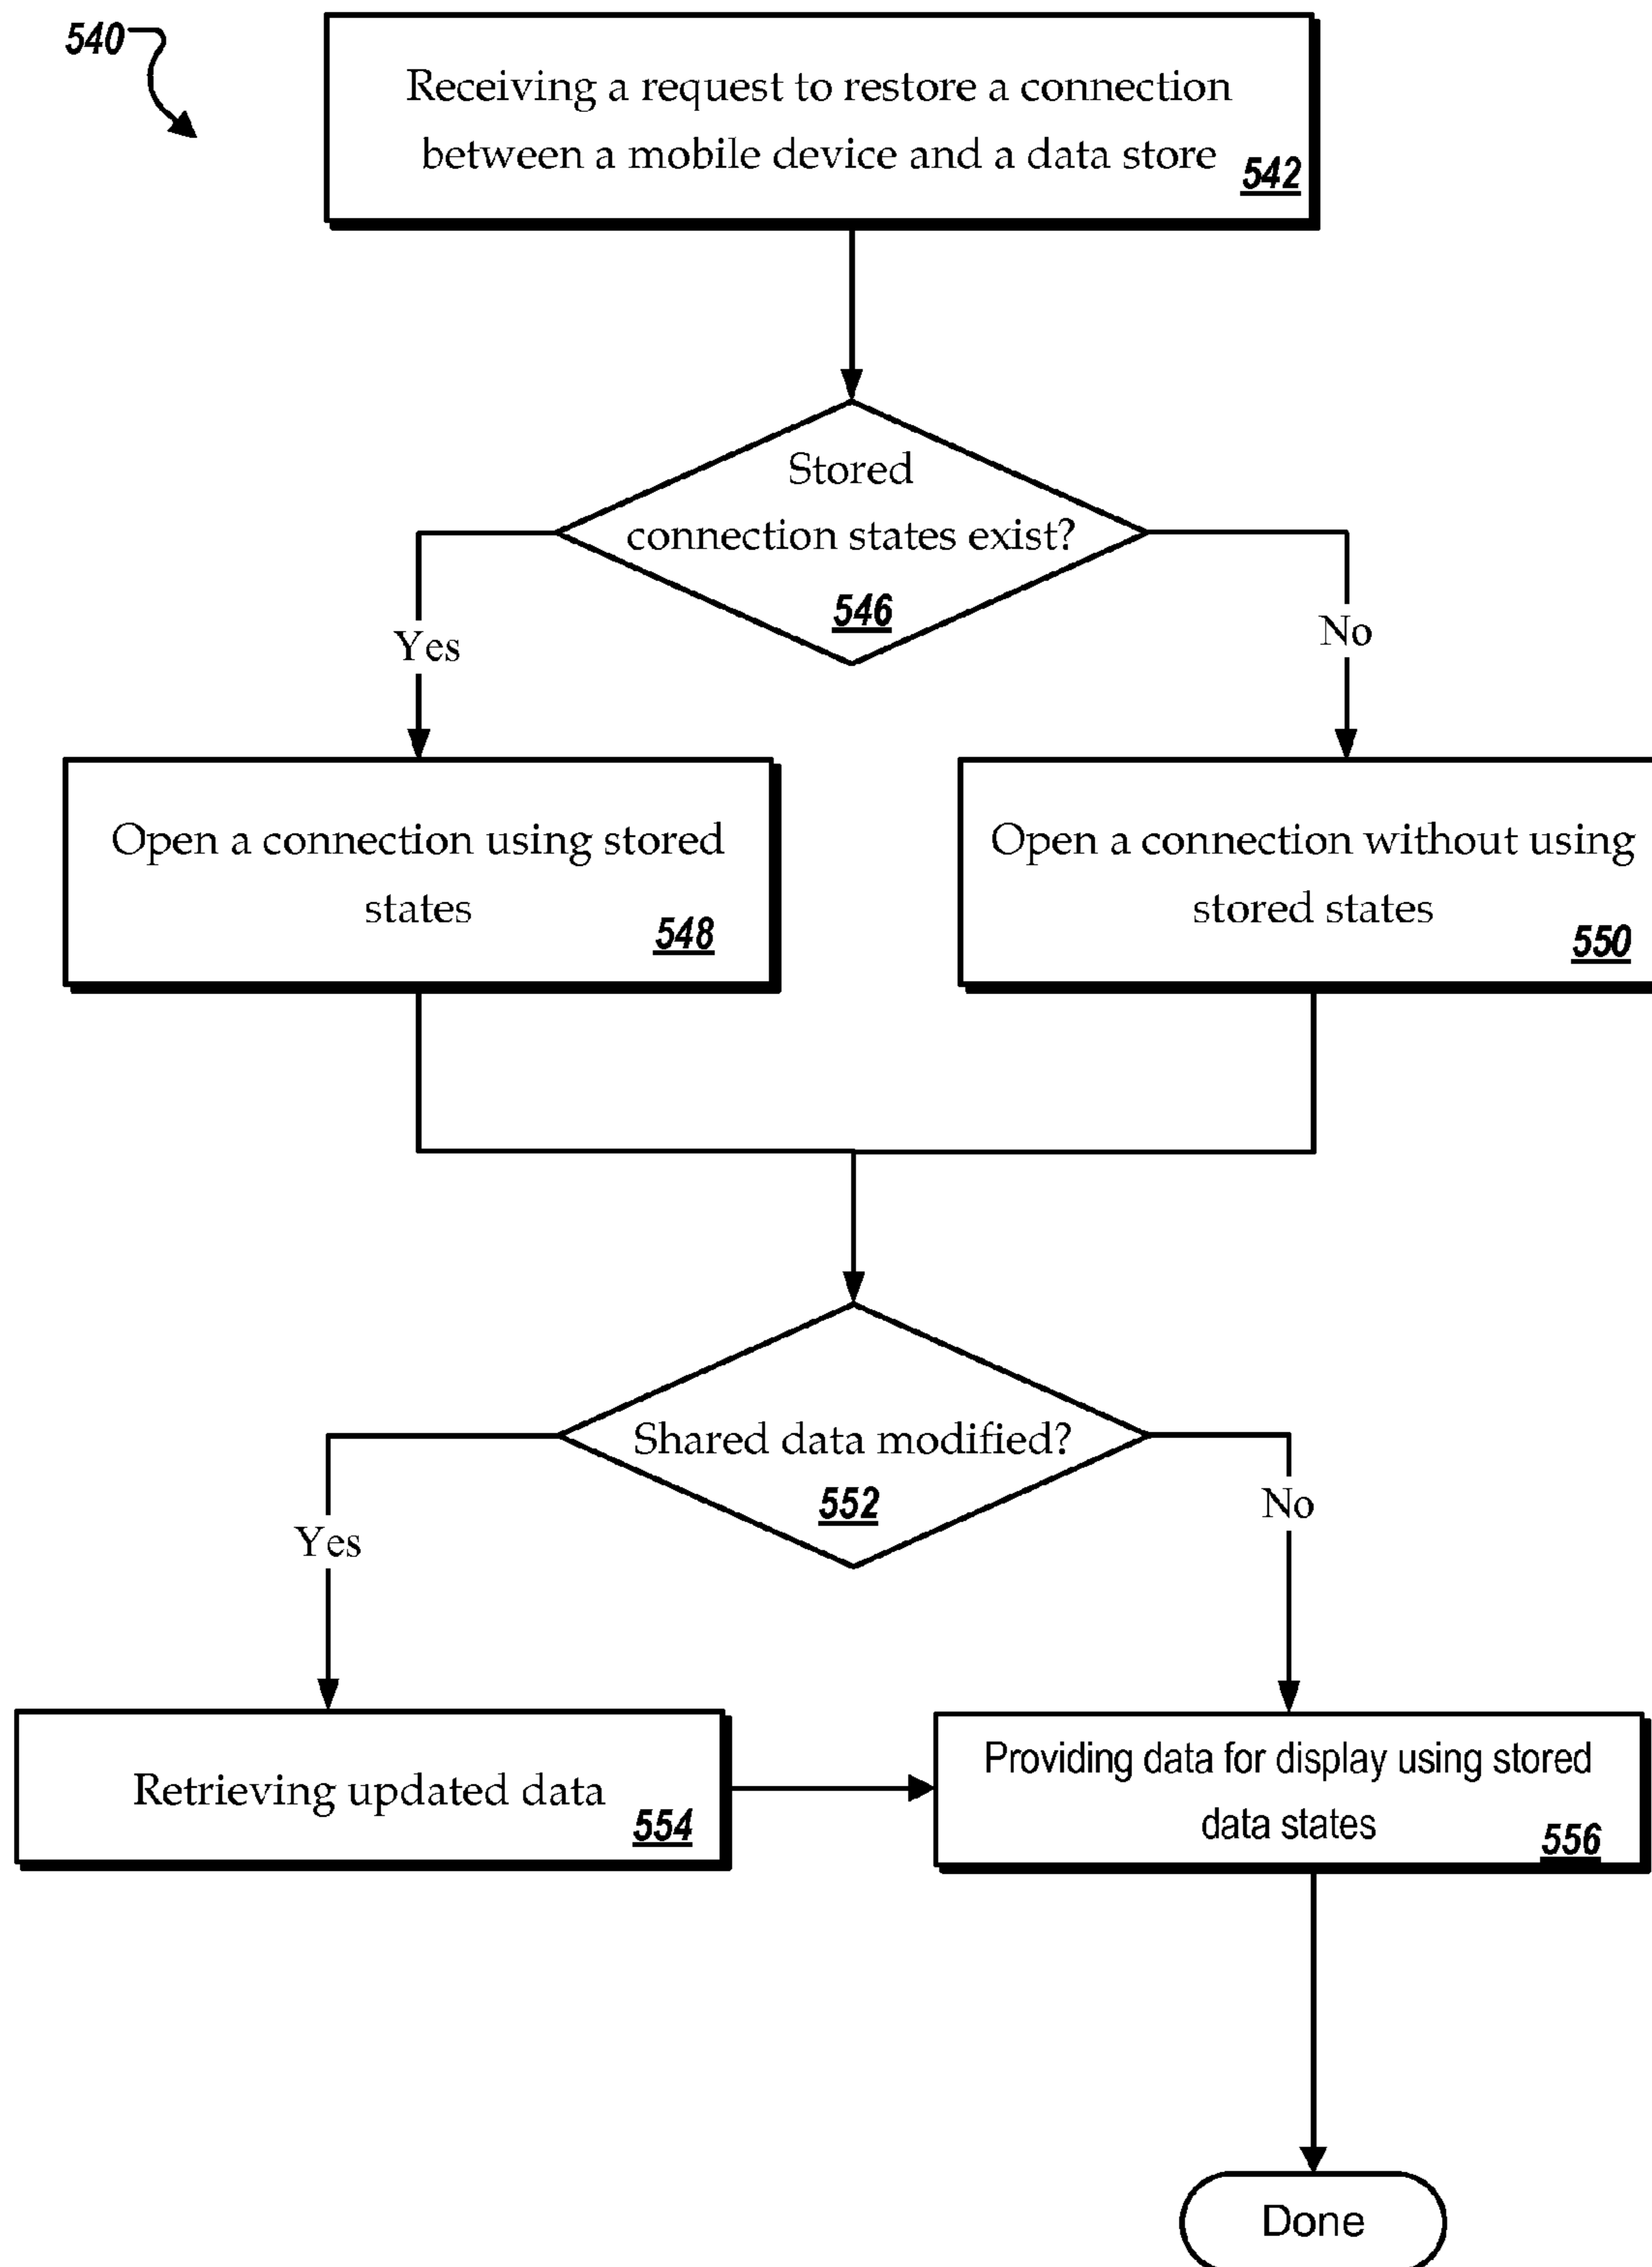 540
Receiving a request to restore a connection
between a mobile device and a data store
542
Stored
connection states exist?
546
Yes
No
Open a connection using stored
states
548
Open a connection without using
stored states
550
Shared data modified?
552
Yes
No
Retrieving updated data
554
Providing data for display using stored
data states
556
Done